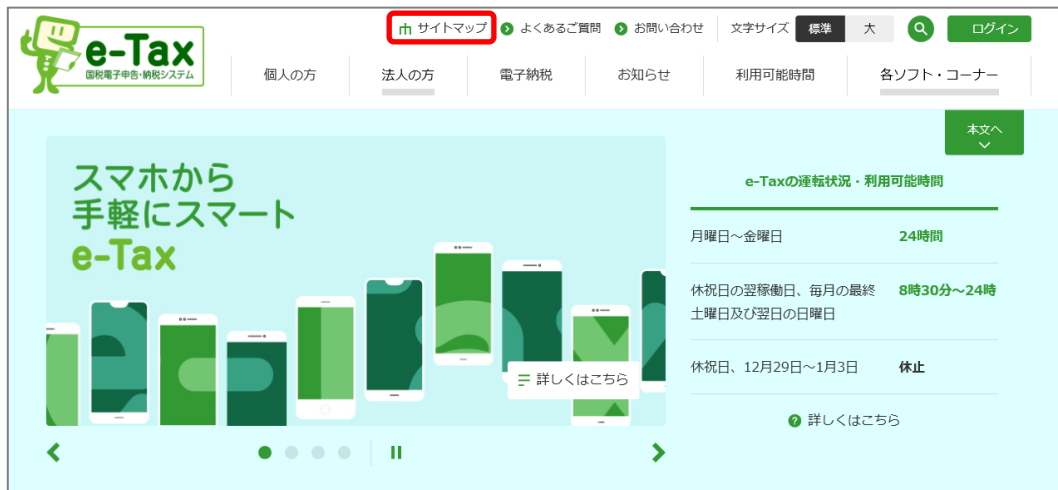 サイトマップ よくあるご質問 お問い合わせ 文字サイズ 標準 大 ログイン
e-Tax
国税電子申告・納税システム
個人の方 法人の方 電子納税 お知らせ 利用可能時間 各ソフト・コーナー
本文へ
スマホから
手軽にスマート
e-Tax
詳しくはこちら
e-Taxの運転状況・利用可能時間
月曜日～金曜日 24時間
休祝日の翌稼働日、毎月の最終 8時30分～24時
土曜日及び翌日の日曜日
休祝日、12月29日～1月3日 休止
詳しくはこちら